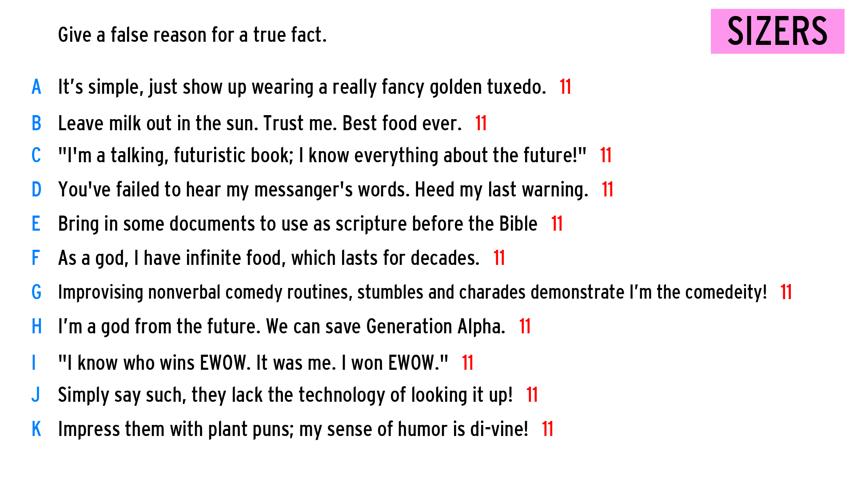 Give a false reason for a true fact.
SIZERS
A It's simple, just show up wearing a really fancy golden tuxedo. 11
B Leave milk out in the sun. Trust me. Best food ever. 11
C "I'm a talking, futuristic book; I know everything about the future!" 11
D You've failed to hear my messanger's words. Heed my last warning. 11
E Bring in some documents to use as scripture before the Bible 11
F As a god, I have infinite food, which lasts for decades. 11
G Improvising nonverbal comedy routines, stumbles and charades demonstrate I'm the comedeity! 11
H I'm a god from the future. We can save Generation Alpha. 11
I "I know who wins EWOW. It was me. I won EWOW." 11
J Simply say such, they lack the technology of looking it up! 11
K Impress them with plant puns; my sense of humor is di-vine! 11